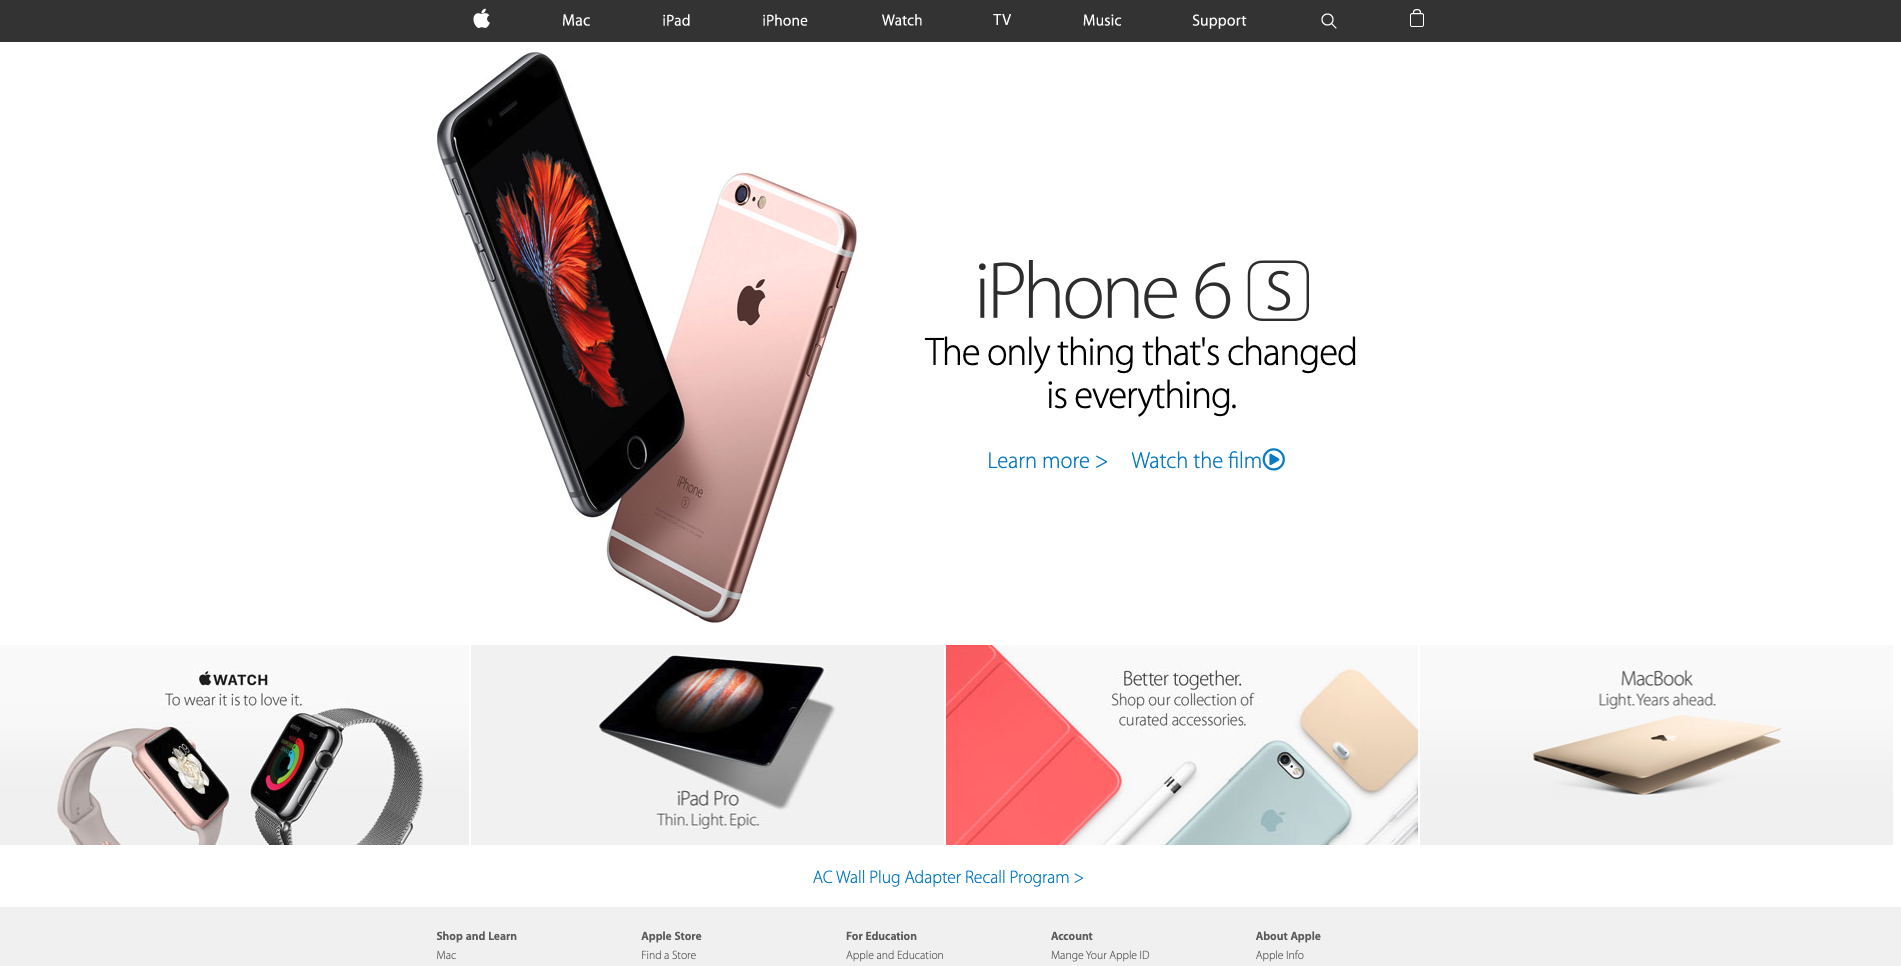 Mac iPad iPhone Watch TV Music Support
iPhone 6 S
The only thing that's changed
is everything.
Learn more > Watch the film
iPhone
S
WATCH
To wear it is to love it.
iPad Pro
Thin. Light. Epic.
Better together.
Shop our collection of
curated accessories.
MacBook
Light. Years ahead.
AC Wall Plug Adapter Recall Program >
Shop and Learn Apple Store For Education Account About Apple
Mac Find a Store Apple and Education Mange Your Apple ID Apple Info